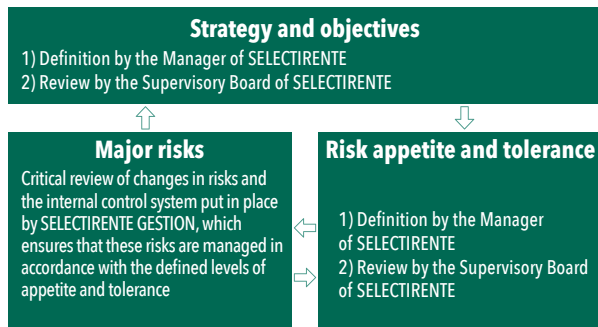 Strategy and objectives
1) Definition by the Manager of SELECTIRENTE
2) Review by the Supervisory Board of SELECTIRENTE
Major risks
Critical review of changes in risks and
the internal control system put in place
by SELECTIRENTE GESTION, which
ensures that these risks are managed in
accordance with the defined levels of
appetite and tolerance
Risk appetite and tolerance
1) Definition by the Manager
of SELECTIRENTE
2) Review by the Supervisory Board
of SELECTIRENTE